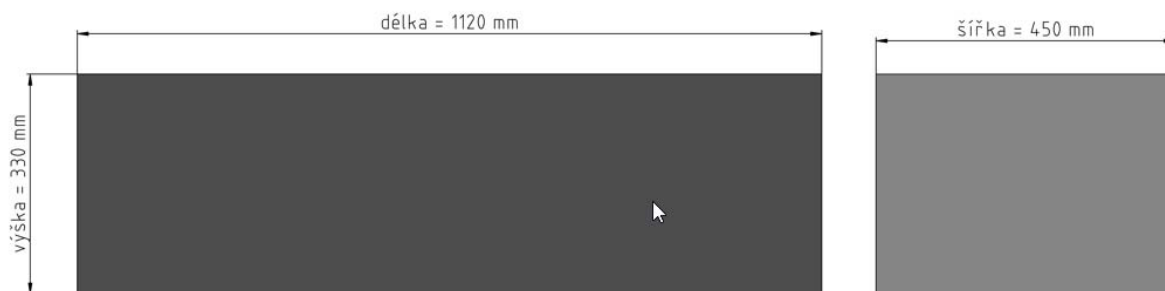 délka = 1120 mm
šířka = 450 mm
výška = 330 mm